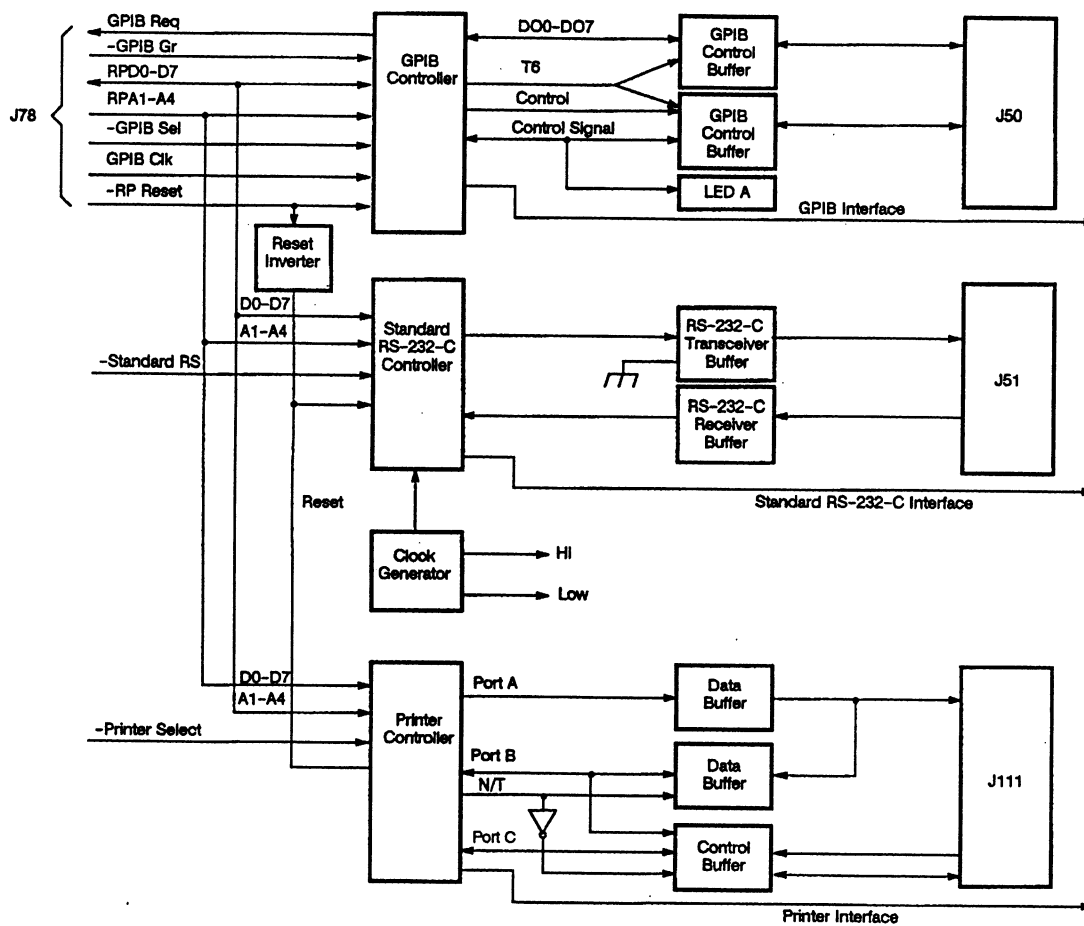 GPIB Req
-GPIB Gr
RPD0-D7
RPA1-A4
-GPIB Sel
GPIB Clk
-RP Reset
J78
GPIB
Controller
DO0-DO7
T6
Control
Control Signal
GPIB
Control
Buffer
GPIB
Control
Buffer
LED A
J50
GPIB Interface
Reset
Inverter
D0-D7
A1-A4
-Standard RS
Standard
RS-232-C
Controller
RS-232-C
Transceiver
Buffer
RS-232-C
Receiver
Buffer
J51
Standard RS-232-C Interface
Reset
Clock
Generator
HI
Low
D0-D7
A1-A4
-Printer Select
Printer
Controller
Port A
Port B
N/T
Port C
Data
Buffer
Data
Buffer
Control
Buffer
J111
Printer Interface